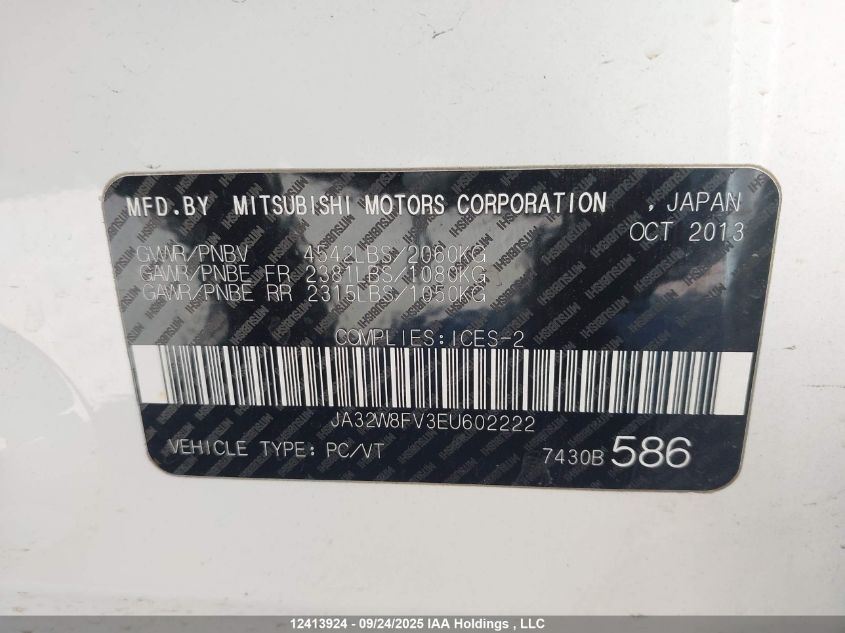 MFD.BY MITSUBISHI MOTORS CORPORATION , JAPAN
OCT 2013
GVWR/PNBV 4542LBS/2060KG
GAWR/PNBE FR 2381LBS/1080KG
GAWR/PNBE RR 2315LBS/1050KG
COMPLIES:ICES-2
JA32W8FV3EU602222
VEHICLE TYPE: PC/VT 7430B 586
12413924 - 09/24/2025 IAA Holdings , LLC